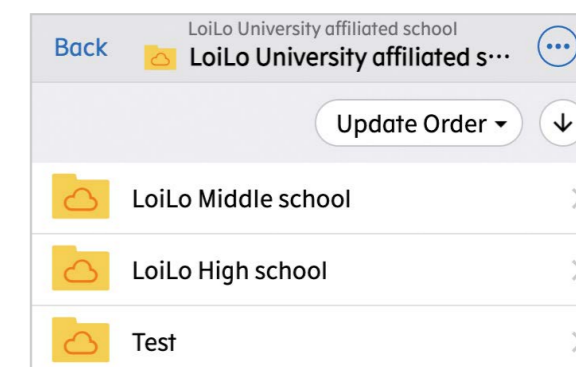 LoiLo University affiliated school
Back
LoiLo University affiliated s···
Update Order
LoiLo Middle school
LoiLo High school
Test